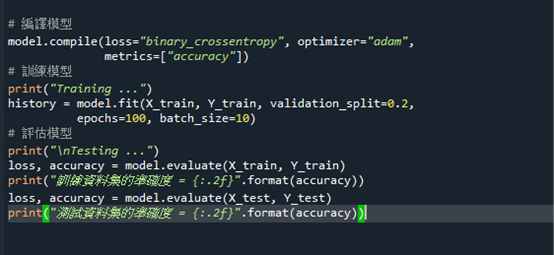 # 編譯模型
model.compile(loss="binary_crossentropy", optimizer="adam",
              metrics=["accuracy"])
# 訓練模型
print("Training ...")
history = model.fit(X_train, Y_train, validation_split=0.2,
          epochs=100, batch_size=10)
# 評估模型
print("\nTesting ...")
loss, accuracy = model.evaluate(X_train, Y_train)
print("訓練資料集的準確度 = {:.2f}".format(accuracy))
loss, accuracy = model.evaluate(X_test, Y_test)
print("測試資料集的準確度 = {:.2f}".format(accuracy))